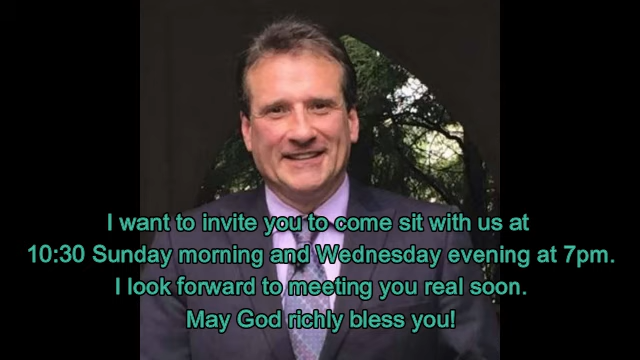 I want to invite you to come sit with us at
10:30 Sunday morning and Wednesday evening at 7pm.
I look forward to meeting you real soon.
May God richly bless you!